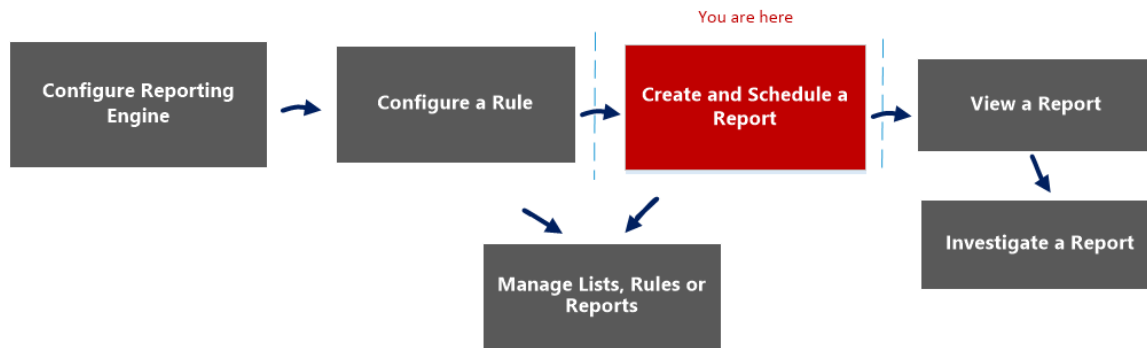 You are here
Configure Reporting
Engine
Configure a Rule
Create and Schedule a
Report
View a Report
Manage Lists, Rules or
Reports
Investigate a Report